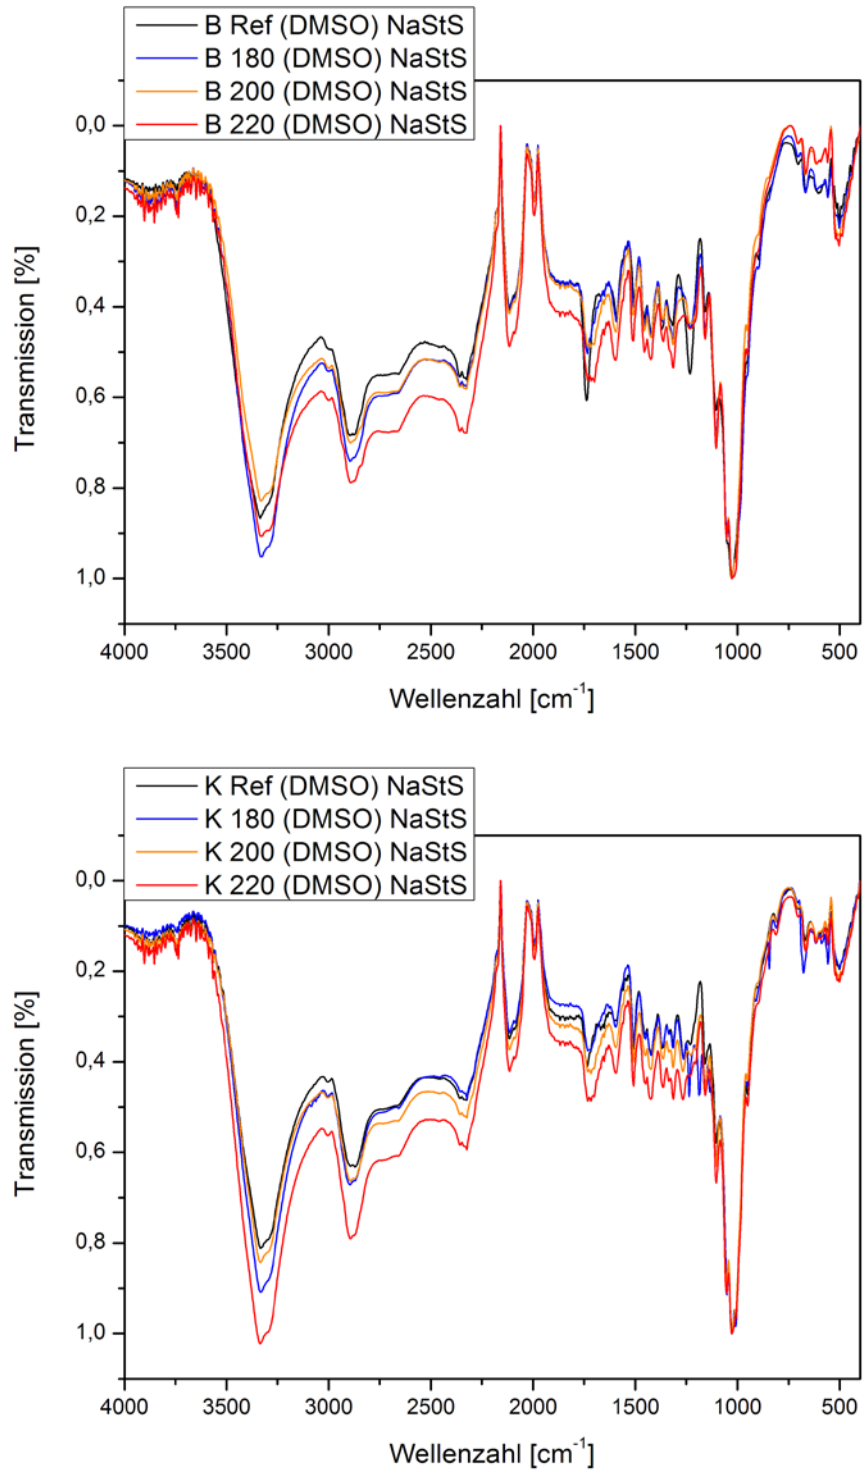 B Ref (DMSO) NaStS
B 180 (DMSO) NaStS
B 200 (DMSO) NaStS
B 220 (DMSO) NaStS
0,0
0,2
0,4
0,6
0,8
1,0
Transmission [%]
4000 3500 3000 2500 2000 1500 1000 500
Wellenzahl [cm⁻¹]
K Ref (DMSO) NaStS
K 180 (DMSO) NaStS
K 200 (DMSO) NaStS
K 220 (DMSO) NaStS
0,0
0,2
0,4
0,6
0,8
1,0
Transmission [%]
4000 3500 3000 2500 2000 1500 1000 500
Wellenzahl [cm⁻¹]